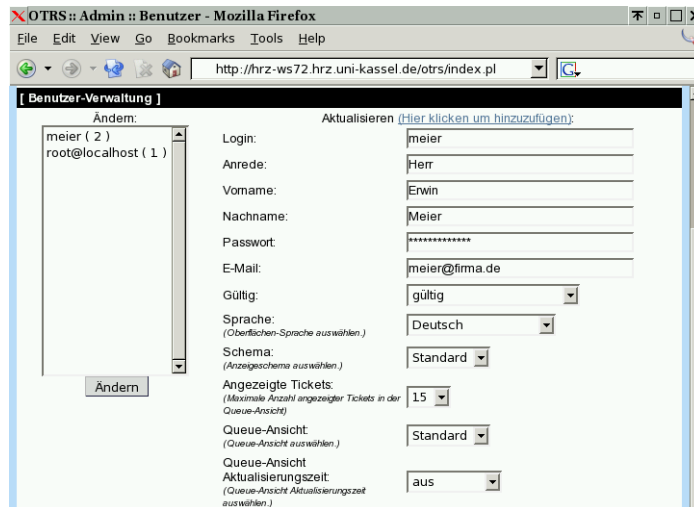 OTRS :: Admin :: Benutzer - Mozilla Firefox
File Edit View Go Bookmarks Tools Help
http://hrz-ws72.hrz.uni-kassel.de/otrs/index.pl
G
[ Benutzer-Verwaltung ]
Ändern:
meier ( 2 )
root@localhost ( 1 )
Ändern
Aktualisieren (Hier klicken um hinzuzufügen):
Login: meier
Anrede: Herr
Vorname: Erwin
Nachname: Meier
Passwort: *************
E-Mail: meier@firma.de
Gültig: gültig
Sprache: Deutsch
(Oberflächen-Sprache auswählen.)
Schema: Standard
(Anzeigeschema auswählen.)
Angezeigte Tickets: 15
(Maximale Anzahl angezeigter Tickets in der
Queue-Ansicht)
Queue-Ansicht: Standard
(Queue-Ansicht auswählen.)
Queue-Ansicht
Aktualisierungszeit: aus
(Queue-Ansicht Aktualisierungszeit
auswählen.)